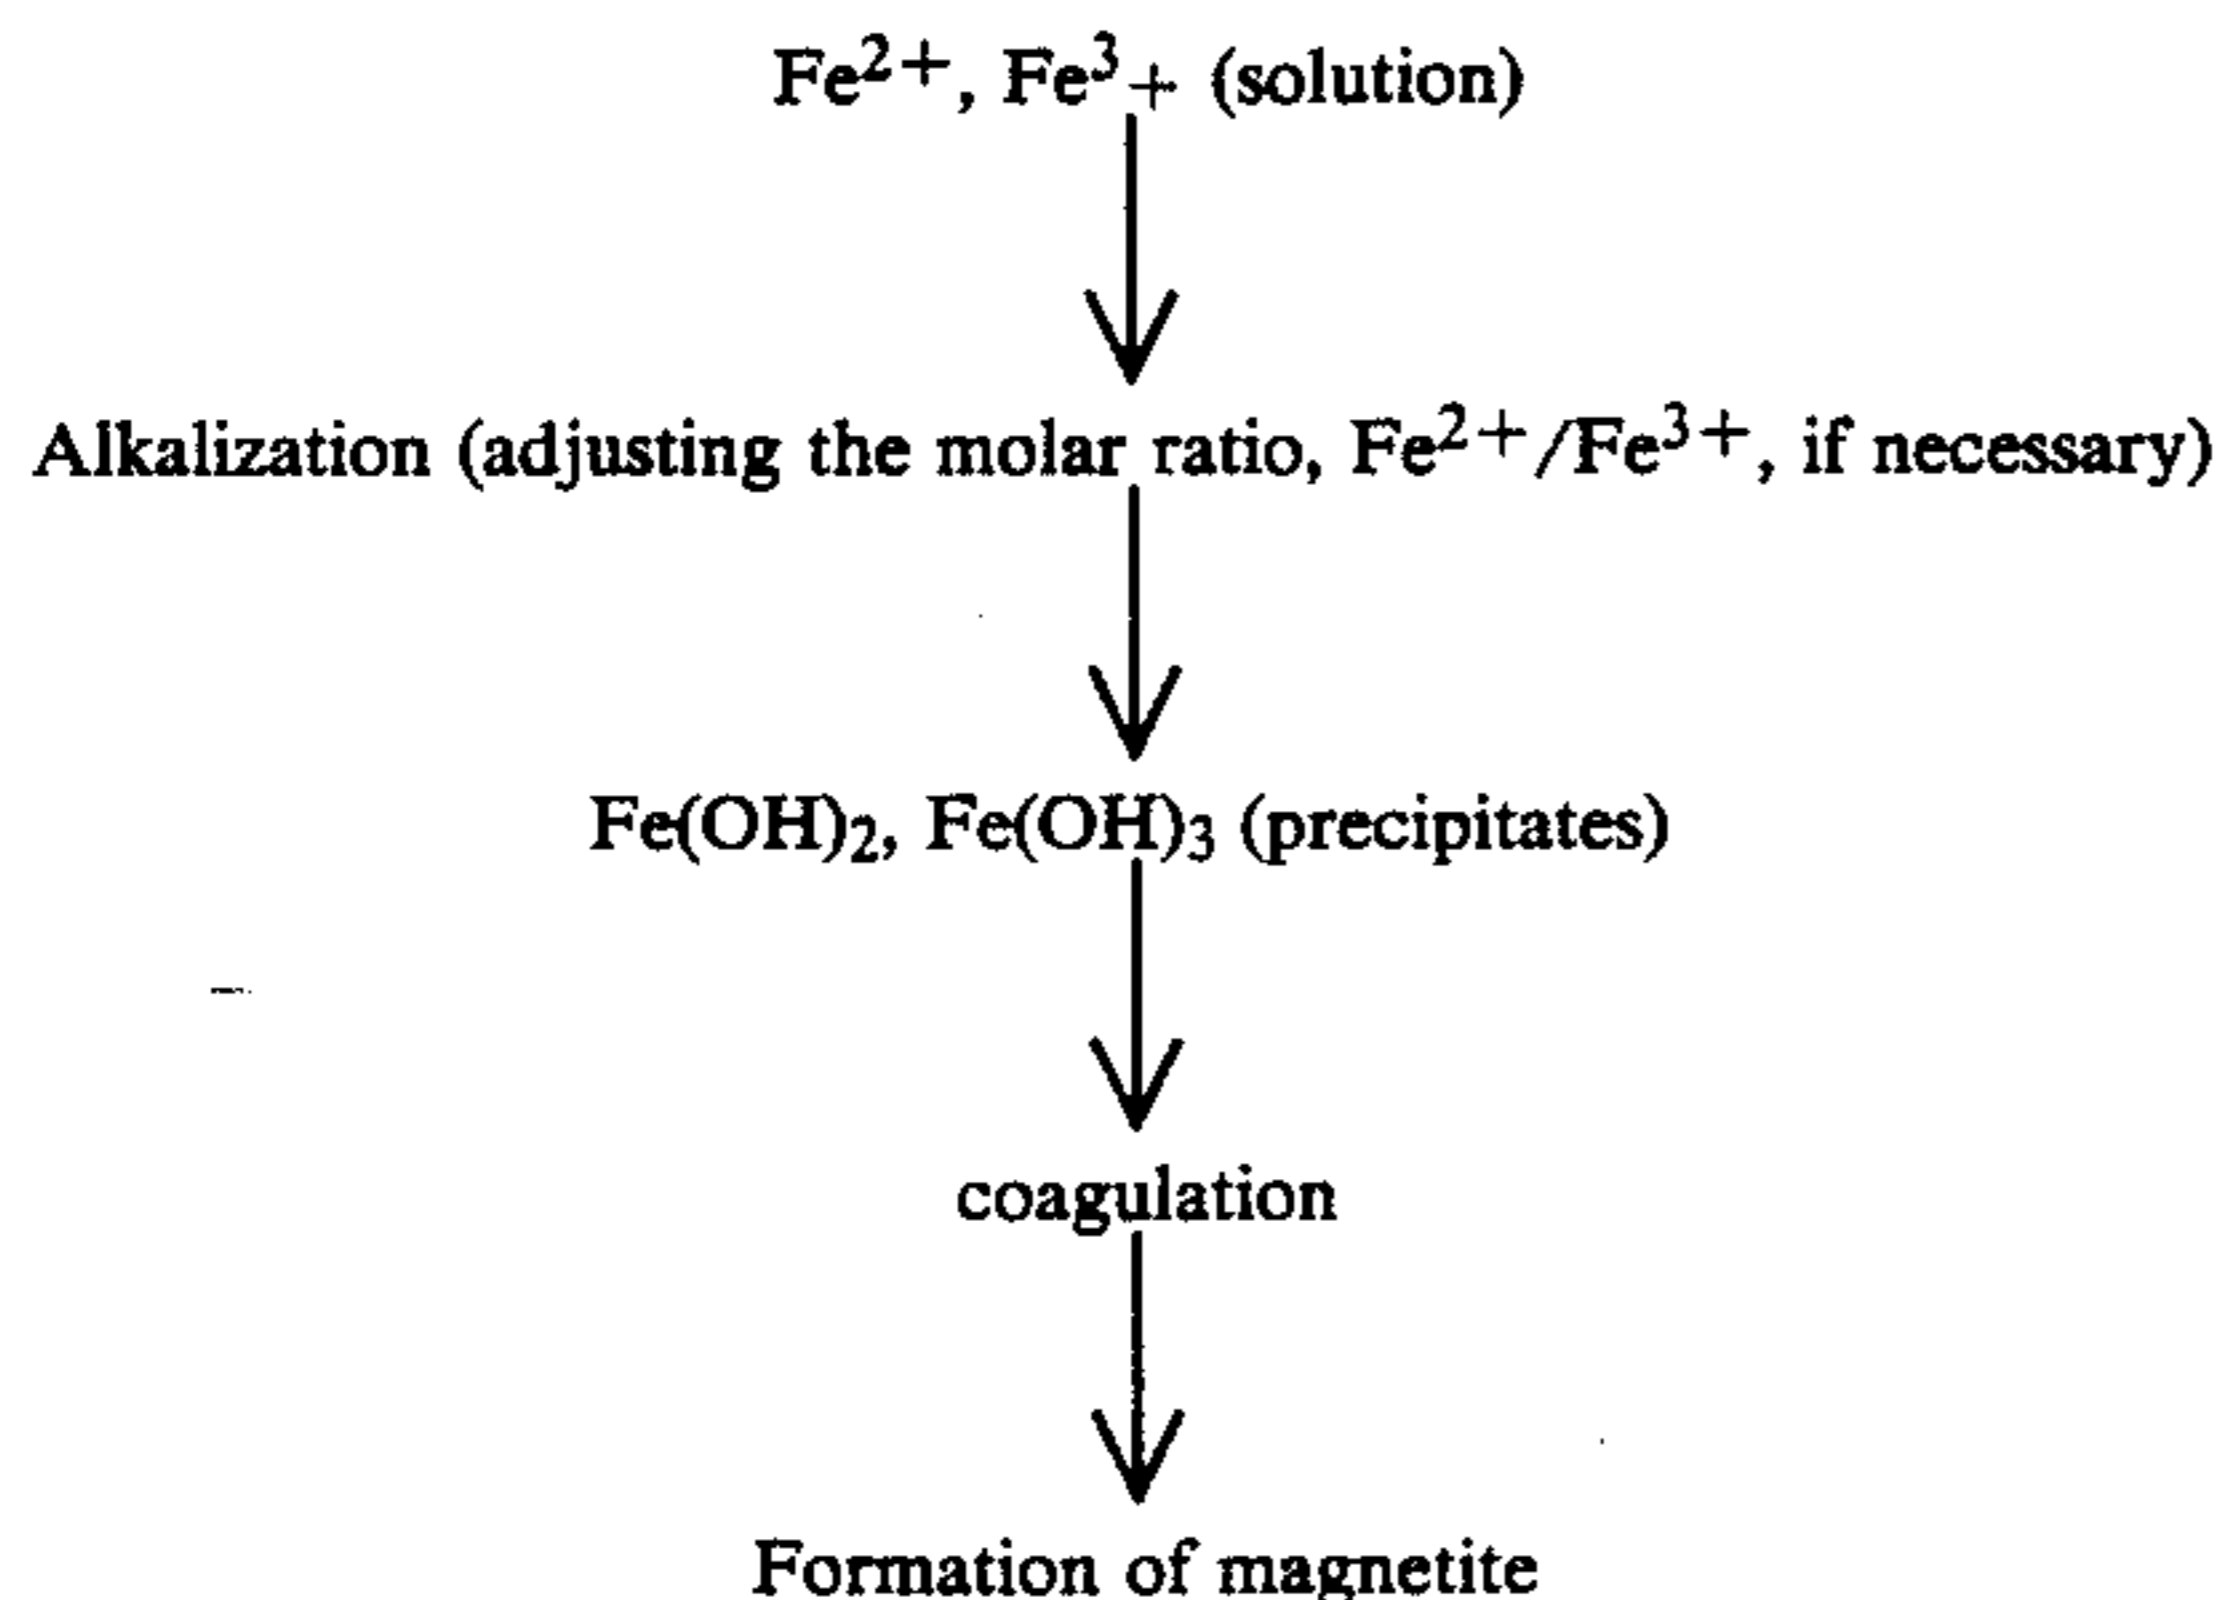 Fe²⁺, Fe³+ (solution)
Alkalization (adjusting the molar ratio, Fe²⁺/Fe³⁺, if necessary)
Fe(OH)₂, Fe(OH)₃ (precipitates)
coagulation
Formation of magnetite